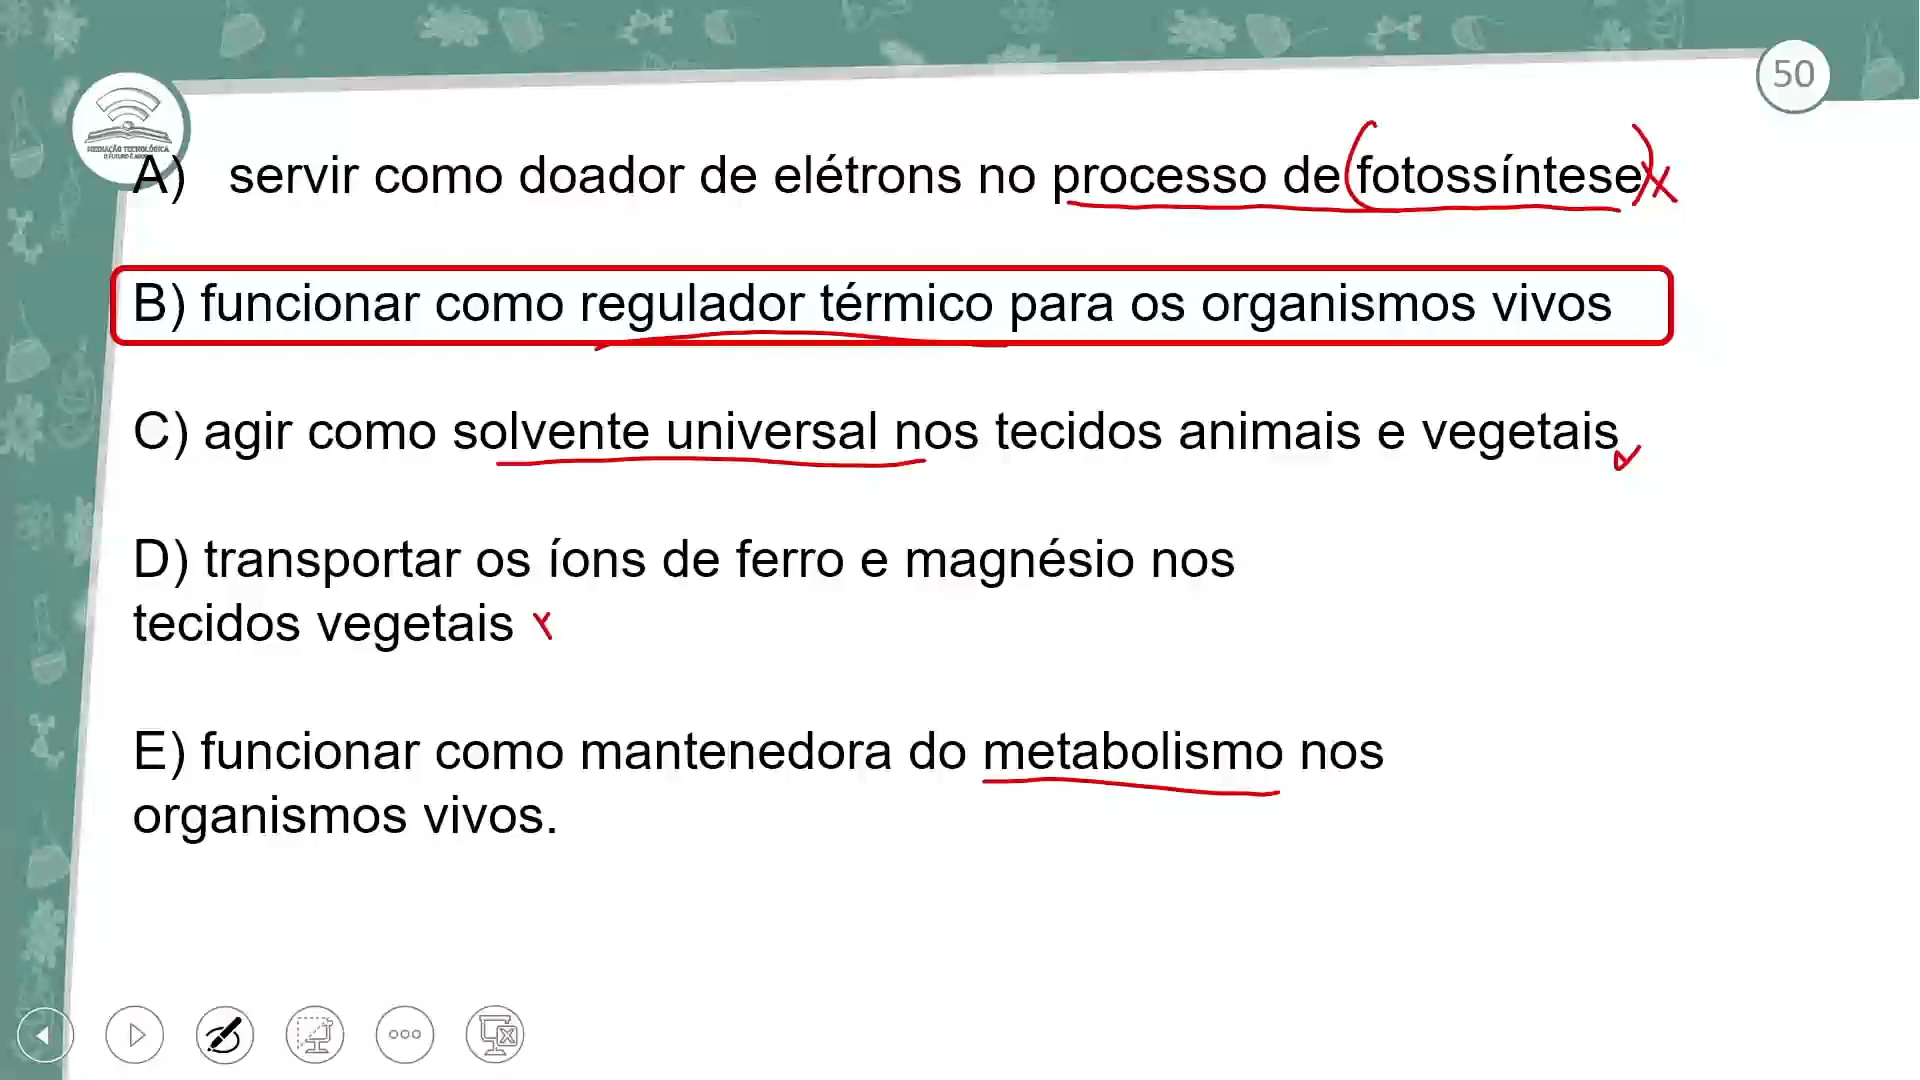 50
MEDIAÇÃO TECNOLÓGICA
A) servir como doador de elétrons no processo de fotossíntese
B) funcionar como regulador térmico para os organismos vivos
C) agir como solvente universal nos tecidos animais e vegetais
D) transportar os íons de ferro e magnésio nos
tecidos vegetais
E) funcionar como mantenedora do metabolismo nos
organismos vivos.